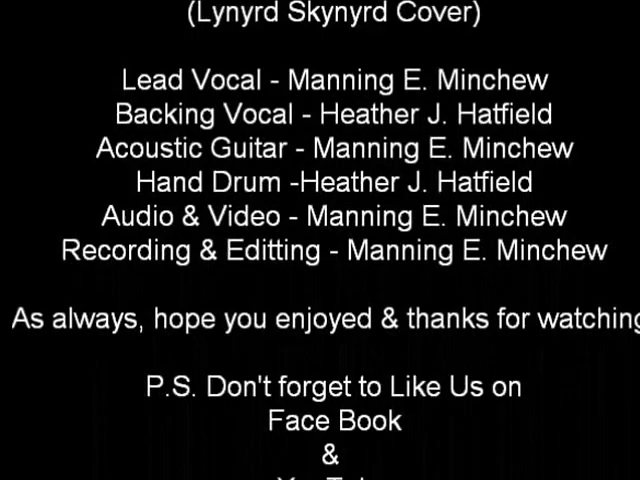 (Lynyrd Skynyrd Cover)
Lead Vocal - Manning E. Minchew
Backing Vocal - Heather J. Hatfield
Acoustic Guitar - Manning E. Minchew
Hand Drum -Heather J. Hatfield
Audio & Video - Manning E. Minchew
Recording & Editting - Manning E. Minchew
As always, hope you enjoyed & thanks for watching
P.S. Don't forget to Like Us on
Face Book
&